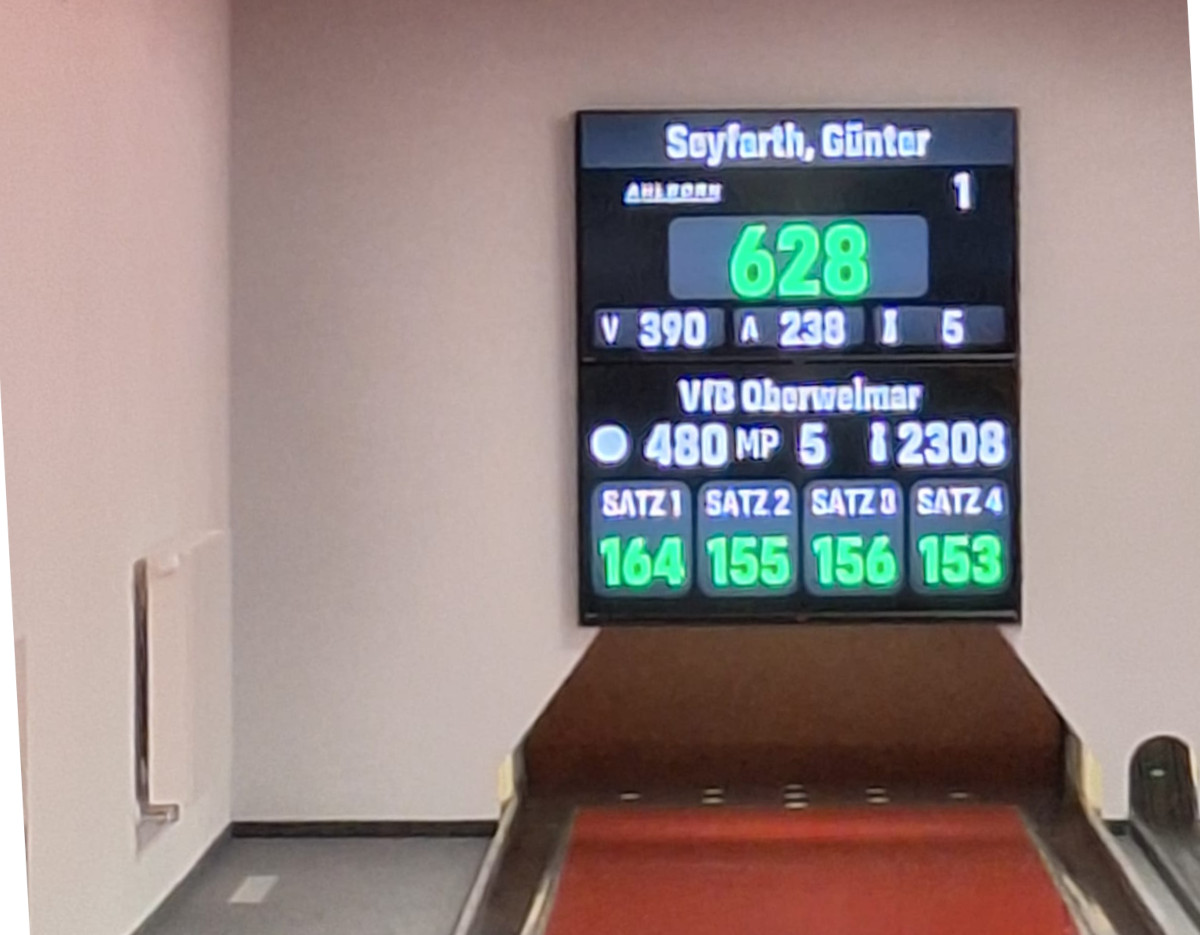 Seyfarth, Günter
AHLBORN 1
628
V 390 A 238 5
VfB Oberweimar
480 MP 5 2308
SATZ 1 SATZ 2 SATZ 3 SATZ 4
164 155 156 153